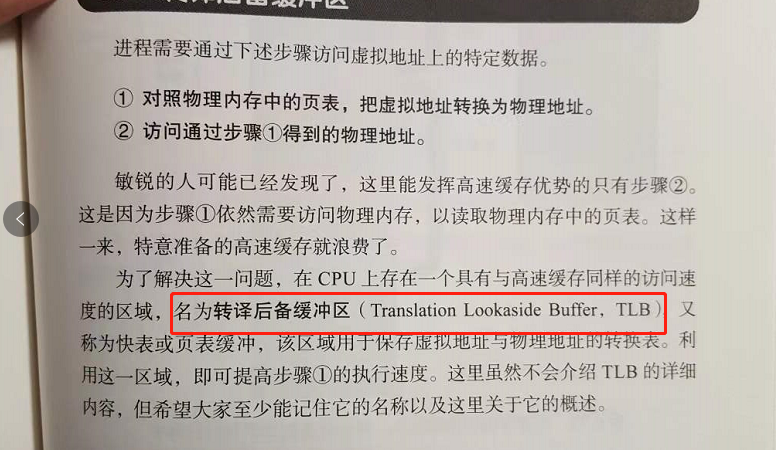 转译后备缓冲区
进程需要通过下述步骤访问虚拟地址上的特定数据。
① 对照物理内存中的页表，把虚拟地址转换为物理地址。
② 访问通过步骤①得到的物理地址。
敏锐的人可能已经发现了，这里能发挥高速缓存优势的只有步骤②。
这是因为步骤①依然需要访问物理内存，以读取物理内存中的页表。这样
一来，特意准备的高速缓存就浪费了。
为了解决这一问题，在 CPU 上存在一个具有与高速缓存同样的访问速
度的区域，名为转译后备缓冲区（Translation Lookaside Buffer，TLB）又
称为快表或页表缓冲，该区域用于保存虚拟地址与物理地址的转换表。利
用这一区域，即可提高步骤①的执行速度。这里虽然不会介绍 TLB 的详细
内容，但希望大家至少能记住它的名称以及这里关于它的概述。